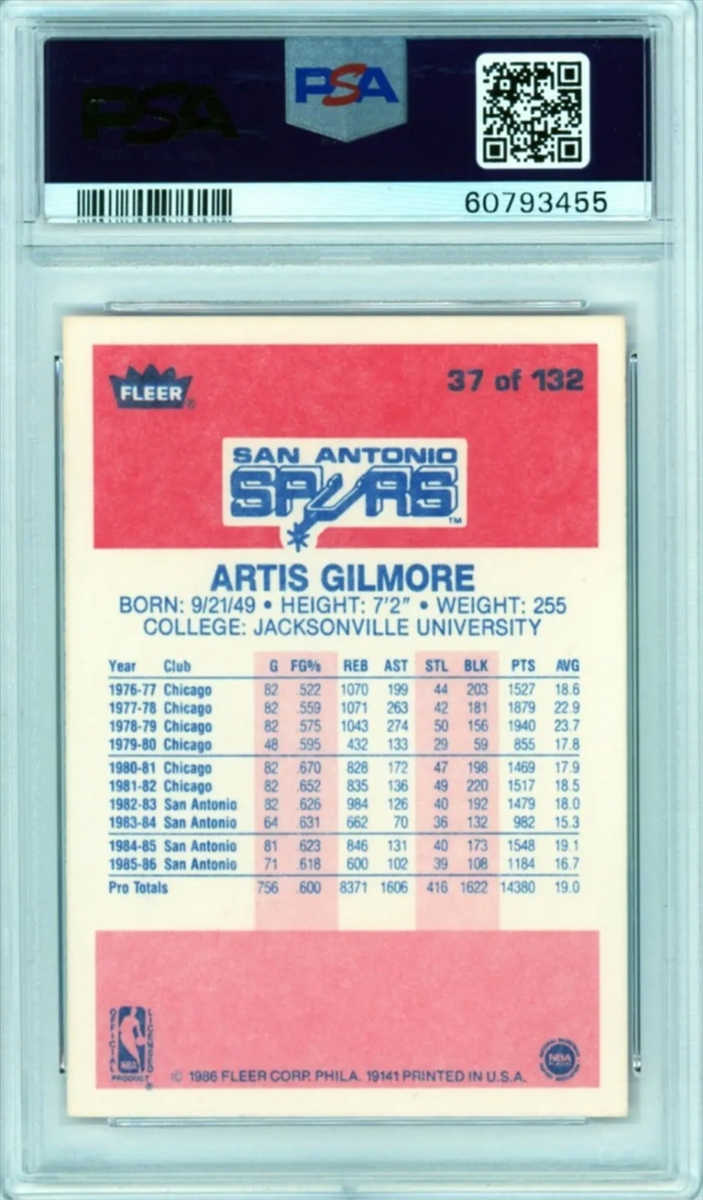 PSA
PSA
60793455
FLEER
37 of 132
SAN ANTONIO
SPURS
TM
ARTIS GILMORE
BORN: 9/21/49 • HEIGHT: 7'2" • WEIGHT: 255
COLLEGE: JACKSONVILLE UNIVERSITY
Year Club G FG% REB AST STL BLK PTS AVG
1976-77 Chicago 82 .522 1070 199 44 203 1527 18.6
1977-78 Chicago 82 .559 1071 263 42 181 1879 22.9
1978-79 Chicago 82 .575 1043 274 50 156 1940 23.7
1979-80 Chicago 48 .595 432 133 29 59 855 17.8
1980-81 Chicago 82 .670 828 172 47 198 1469 17.9
1981-82 Chicago 82 .652 835 136 49 220 1517 18.5
1982-83 San Antonio 82 .626 984 126 40 192 1479 18.0
1983-84 San Antonio 64 .631 662 70 36 132 982 15.3
1984-85 San Antonio 81 .623 846 131 40 173 1548 19.1
1985-86 San Antonio 71 .618 600 102 39 108 1184 16.7
Pro Totals 756 .600 8371 1606 416 1622 14380 19.0
OFFICIAL
LICENSED
NBA
PRODUCT
®
© 1986 FLEER CORP. PHILA. 19141 PRINTED IN U.S.A.
NBA
PLAYERS